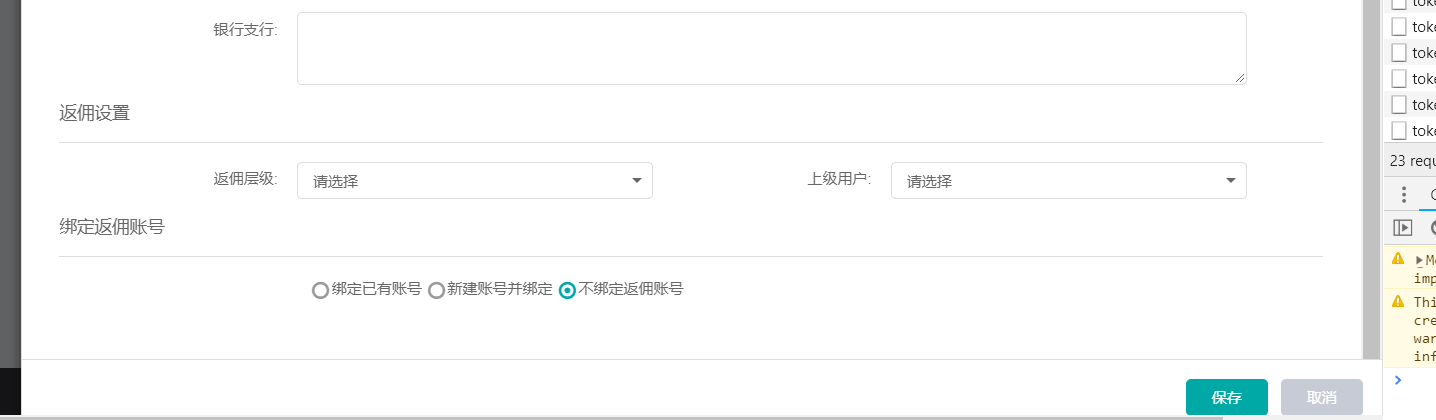 银行支行:
返佣设置
返佣层级: 请选择 上级用户: 请选择
绑定返佣账号
绑定已有账号 新建账号并绑定 不绑定返佣账号
保存 取消
toke
toke
toke
toke
toke
23 requ
Thi
cre
war
inf